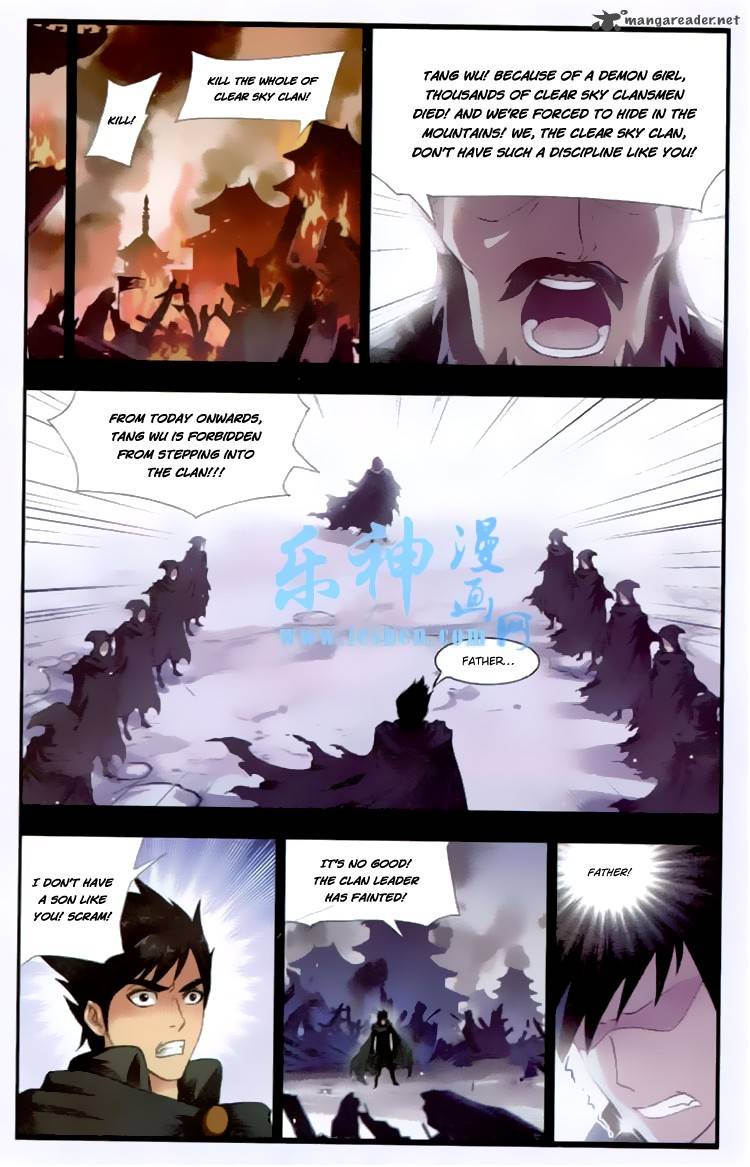 mangareader.net
KILL THE WHOLE OF
CLEAR SKY CLAN!
KILL!
TANG WU! BECAUSE OF A DEMON GIRL,
THOUSANDS OF CLEAR SKY CLANSMEN
DIED! AND WE'RE FORCED TO HIDE IN THE
MOUNTAINS! WE, THE CLEAR SKY CLAN,
DON'T HAVE SUCH A DISCIPLINE LIKE YOU!
FROM TODAY ONWARDS,
TANG WU IS FORBIDDEN
FROM STEPPING INTO
THE CLAN!!!
乐神漫画网
www.leshen.com
FATHER...
I DON'T HAVE
A SON LIKE
YOU! SCRAM!
IT'S NO GOOD!
THE CLAN LEADER
HAS FAINTED!
FATHER!